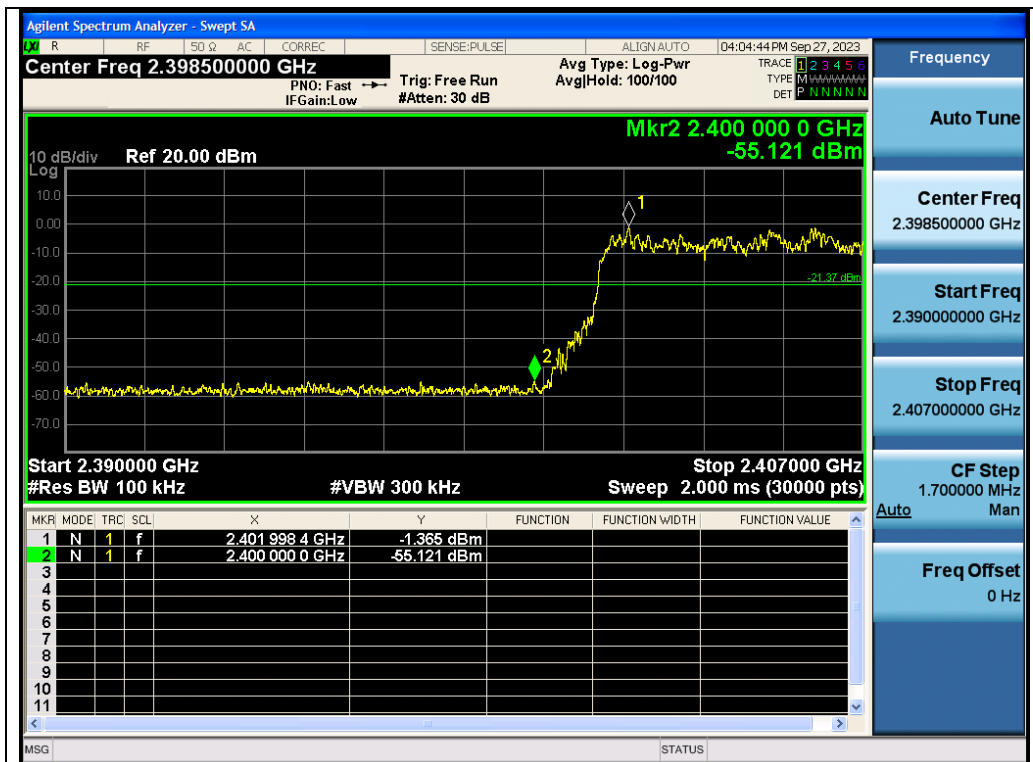 Agilent Spectrum Analyzer - Swept SA
LXI R RF 50 Ω AC CORREC SENSE:PULSE ALIGN AUTO 04:04:44 PM Sep 27, 2023
Center Freq 2.398500000 GHz
PNO: Fast
IFGain:Low
Trig: Free Run
#Atten: 30 dB
Avg Type: Log-Pwr
Avg|Hold: 100/100
TRACE 1 2 3 4 5 6
TYPE M WWWWW
DET P N N N N N
Mkr2 2.400 000 0 GHz
-55.121 dBm
10 dB/div Ref 20.00 dBm
Log
10.0
0.00
-10.0
-20.0
-30.0
-40.0
-50.0
-60.0
-70.0
1
-21.37 dBm
2
Start 2.390000 GHz Stop 2.407000 GHz
#Res BW 100 kHz #VBW 300 kHz Sweep 2.000 ms (30000 pts)
MKR MODE TRC SCL X Y FUNCTION FUNCTION WIDTH FUNCTION VALUE
1 N 1 f 2.401 998 4 GHz -1.365 dBm
2 N 1 f 2.400 000 0 GHz -55.121 dBm
3
4
5
6
7
8
9
10
11
MSG STATUS
Frequency
Auto Tune
Center Freq
2.398500000 GHz
Start Freq
2.390000000 GHz
Stop Freq
2.407000000 GHz
CF Step
1.700000 MHz
Auto Man
Freq Offset
0 Hz